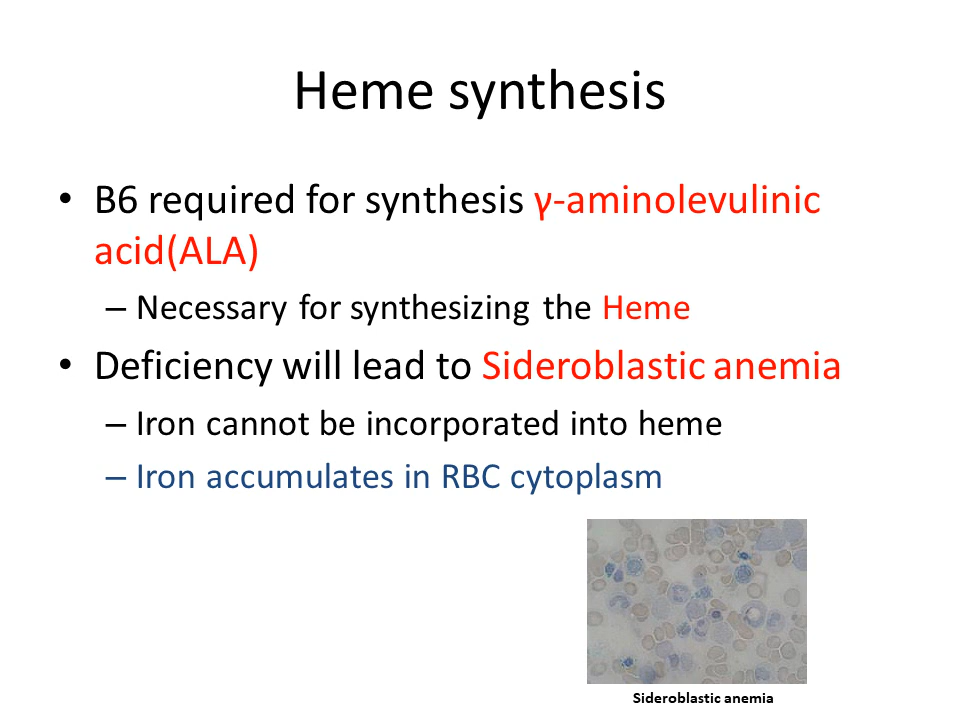 Heme synthesis
• B6 required for synthesis γ-aminolevulinic
acid(ALA)
– Necessary for synthesizing the Heme
• Deficiency will lead to Sideroblastic anemia
– Iron cannot be incorporated into heme
– Iron accumulates in RBC cytoplasm
Sideroblastic anemia